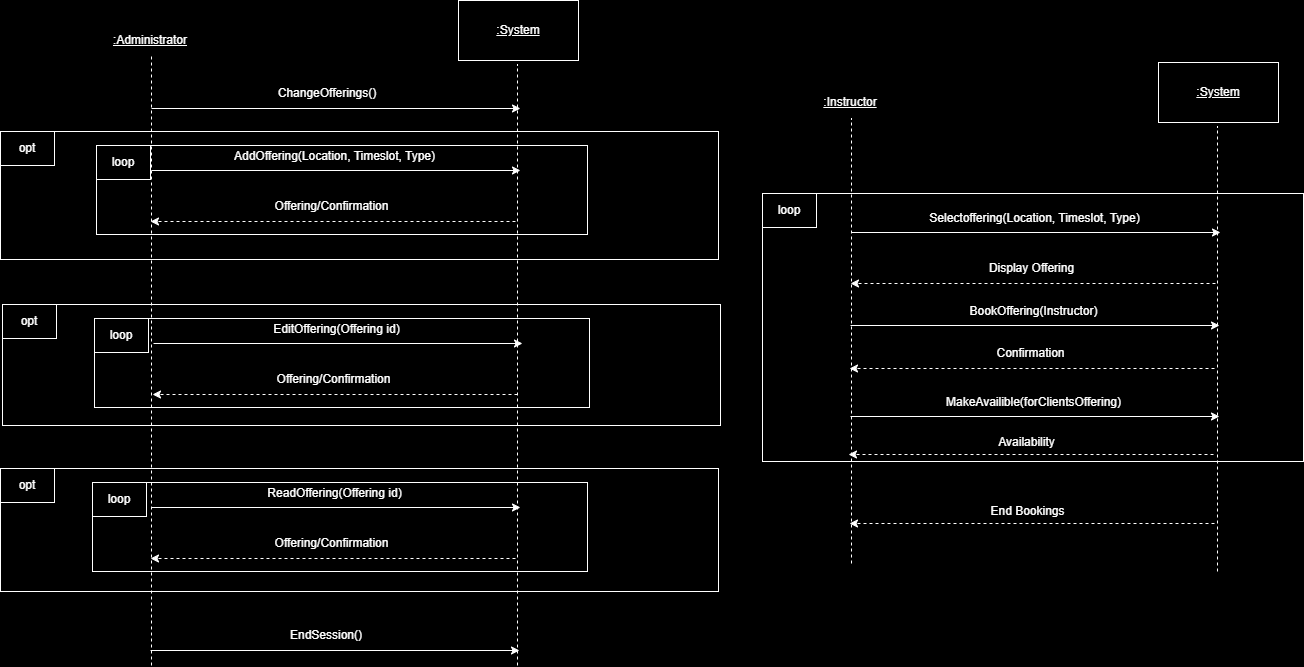 :Administrator
:System
ChangeOfferings()
opt
loop
AddOffering(Location, Timeslot, Type)
Offering/Confirmation
opt
loop
EditOffering(Offering id)
Offering/Confirmation
opt
loop
ReadOffering(Offering id)
Offering/Confirmation
EndSession()
:Instructor
:System
loop
Selectoffering(Location, Timeslot, Type)
Display Offering
BookOffering(Instructor)
Confirmation
MakeAvailible(forClientsOffering)
Availability
End Bookings